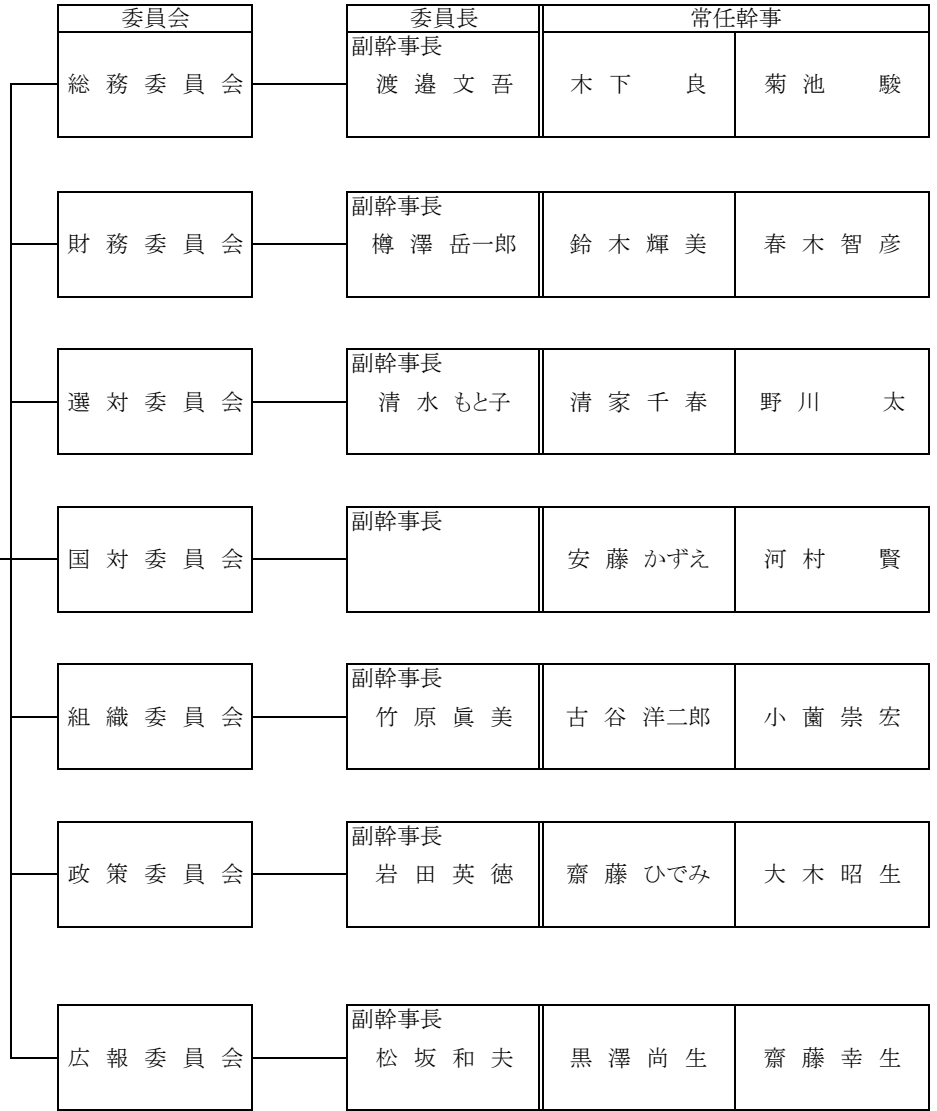 委員会 委員長 常任幹事
副幹事長
総務委員会 渡邉文吾 木下 良 菊池 駿
副幹事長
財務委員会 樽澤岳一郎 鈴木輝美 春木智彦
副幹事長
選対委員会 清水もと子 清家千春 野川 太
副幹事長
国対委員会 安藤かずえ 河村 賢
副幹事長
組織委員会 竹原眞美 古谷洋二郎 小薗崇宏
副幹事長
政策委員会 岩田英徳 齋藤ひでみ 大木昭生
副幹事長
広報委員会 松坂和夫 黒澤尚生 齋藤幸生